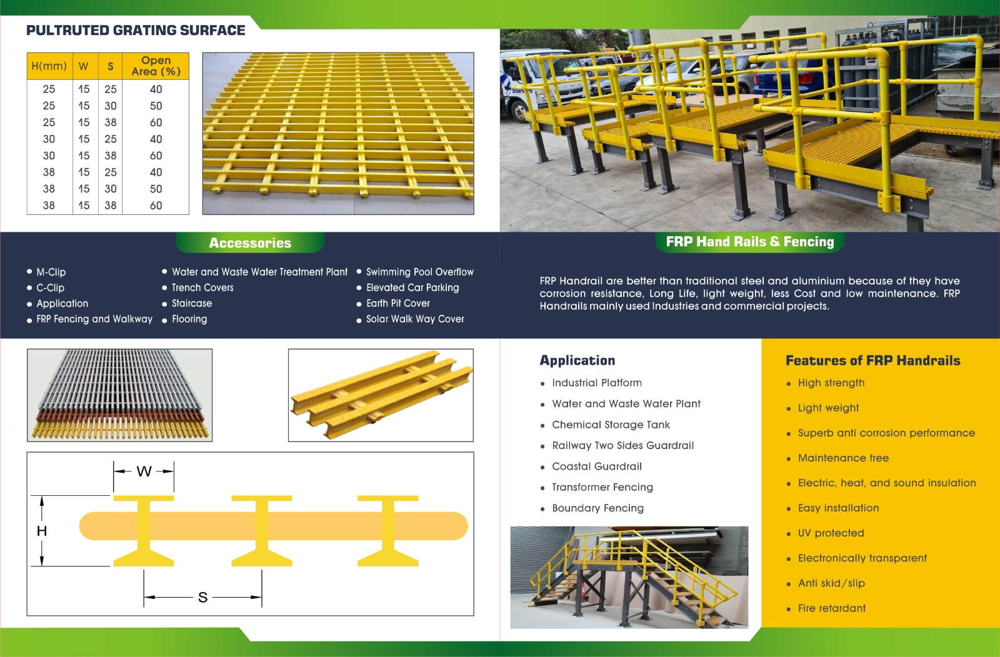 PULTRUTED GRATING SURFACE
H(mm) W S Open Area (%)
25 15 25 40
25 15 30 50
25 15 38 60
30 15 25 40
30 15 38 60
38 15 25 40
38 15 30 50
38 15 38 60
Accessories
M-Clip
C-Clip
Application
FRP Fencing and Walkway
Water and Waste Water Treatment Plant
Trench Covers
Staircase
Flooring
Swimming Pool Overflow
Elevated Car Parking
Earth Pit Cover
Solar Walk Way Cover
W
H
S
FRP Hand Rails & Fencing
FRP Handrail are better than traditional steel and aluminium because of they have
corrosion resistance, Long Life, light weight, less Cost and low maintenance. FRP
Handrails mainly used Industries and commercial projects.
Application
Industrial Platform
Water and Waste Water Plant
Chemical Storage Tank
Railway Two Sides Guardrail
Coastal Guardrail
Transformer Fencing
Boundary Fencing
Features of FRP Handrails
High strength
Light weight
Superb anti corrosion performance
Maintenance free
Electric, heat, and sound insulation
Easy installation
UV protected
Electronically transparent
Anti skid/slip
Fire retardant